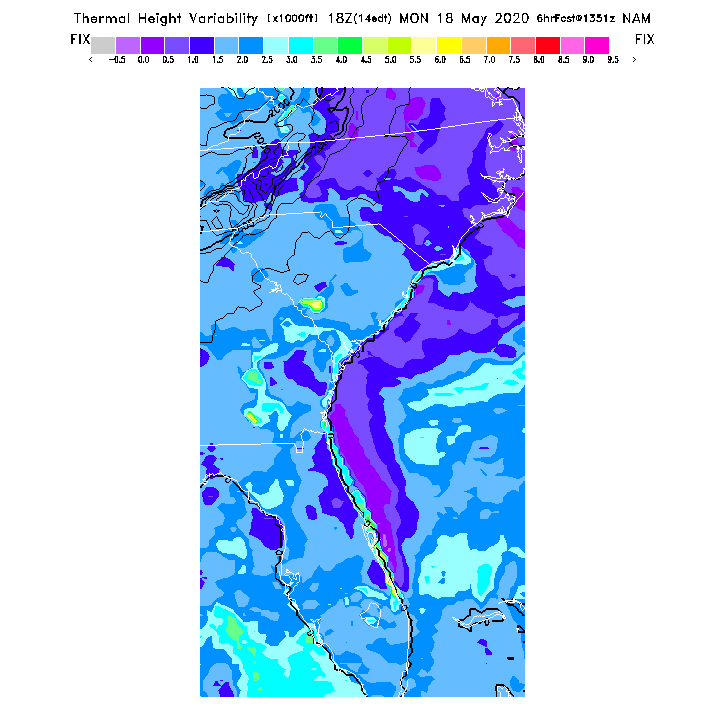 Thermal Height Variability [x1000ft] 18Z(14edt) MON 18 May 2020 6hrFcst@1351z NAM
FIX FIX
< -0.5 0.0 0.5 1.0 1.5 2.0 2.5 3.0 3.5 4.0 4.5 5.0 5.5 6.0 6.5 7.0 7.5 8.0 8.5 9.0 9.5 >
2000